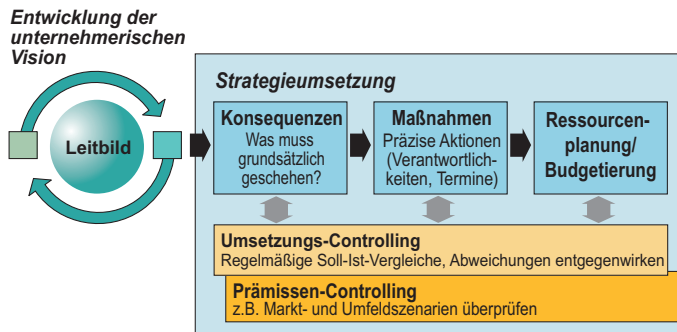 Entwicklung der
unternehmerischen
Vision
Leitbild
Strategieumsetzung
Konsequenzen
Was muss
grundsätzlich
geschehen?
Maßnahmen
Präzise Aktionen
(Verantwortlich-
keiten, Termine)
Ressourcen-
planung/
Budgetierung
Umsetzungs-Controlling
Regelmäßige Soll-Ist-Vergleiche, Abweichungen entgegenwirken
Prämissen-Controlling
z.B. Markt- und Umfeldszenarien überprüfen